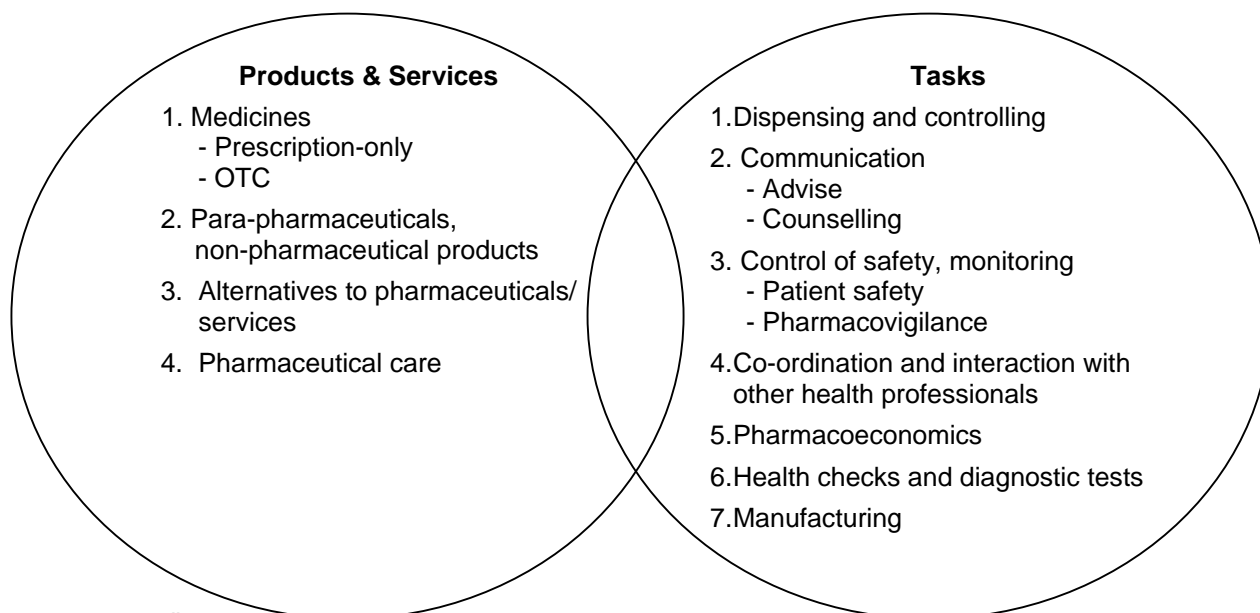 Products & Services
1. Medicines
- Prescription-only
- OTC
2. Para-pharmaceuticals,
non-pharmaceutical products
3. Alternatives to pharmaceuticals/
services
4. Pharmaceutical care
Tasks
1.Dispensing and controlling
2. Communication
- Advise
- Counselling
3. Control of safety, monitoring
- Patient safety
- Pharmacovigilance
4.Co-ordination and interaction with
other health professionals
5.Pharmacoeconomics
6.Health checks and diagnostic tests
7.Manufacturing